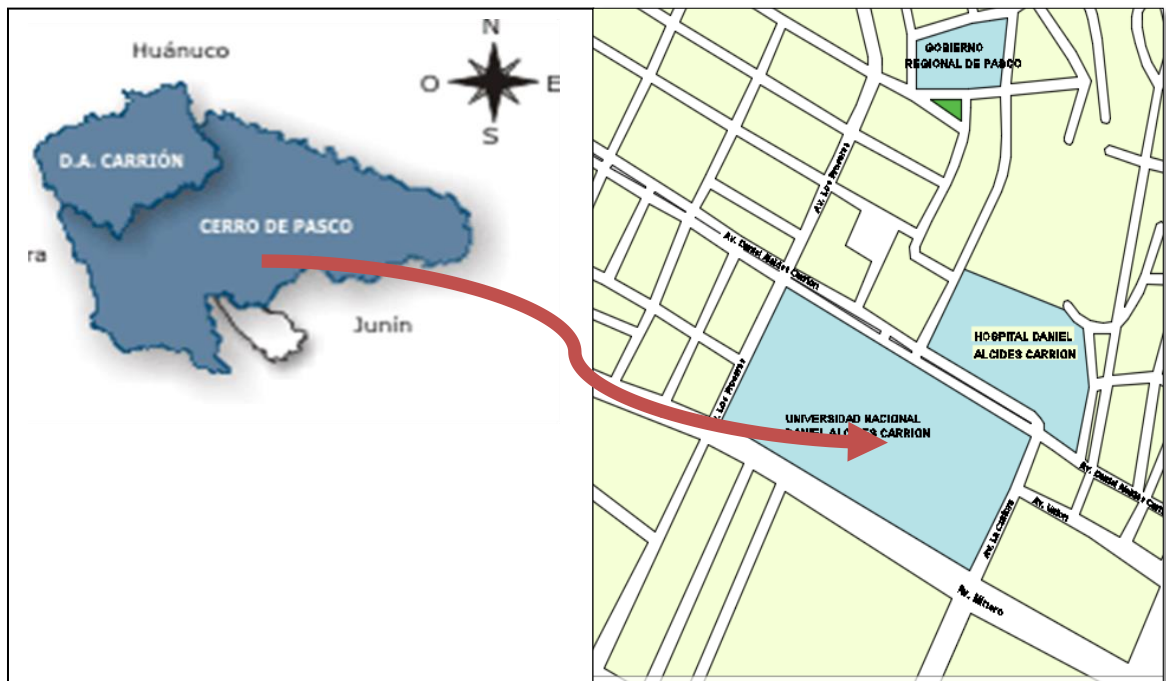 Huánuco
N
O
E
S
D.A. CARRIÓN
CERRO DE PASCO
ra
Junín
GOBIERNO
REGIONAL DE PASCO
Av. Los Proceres
Av. Daniel Alcides Carrion
HOSPITAL DANIEL
ALCIDES CARRION
Los Proceres
UNIVERSIDAD NACIONAL
DANIEL ALCIDES CARRION
Av. Daniel Alcides Carri
Av. Union
Av. La Cultura
Av. Minero